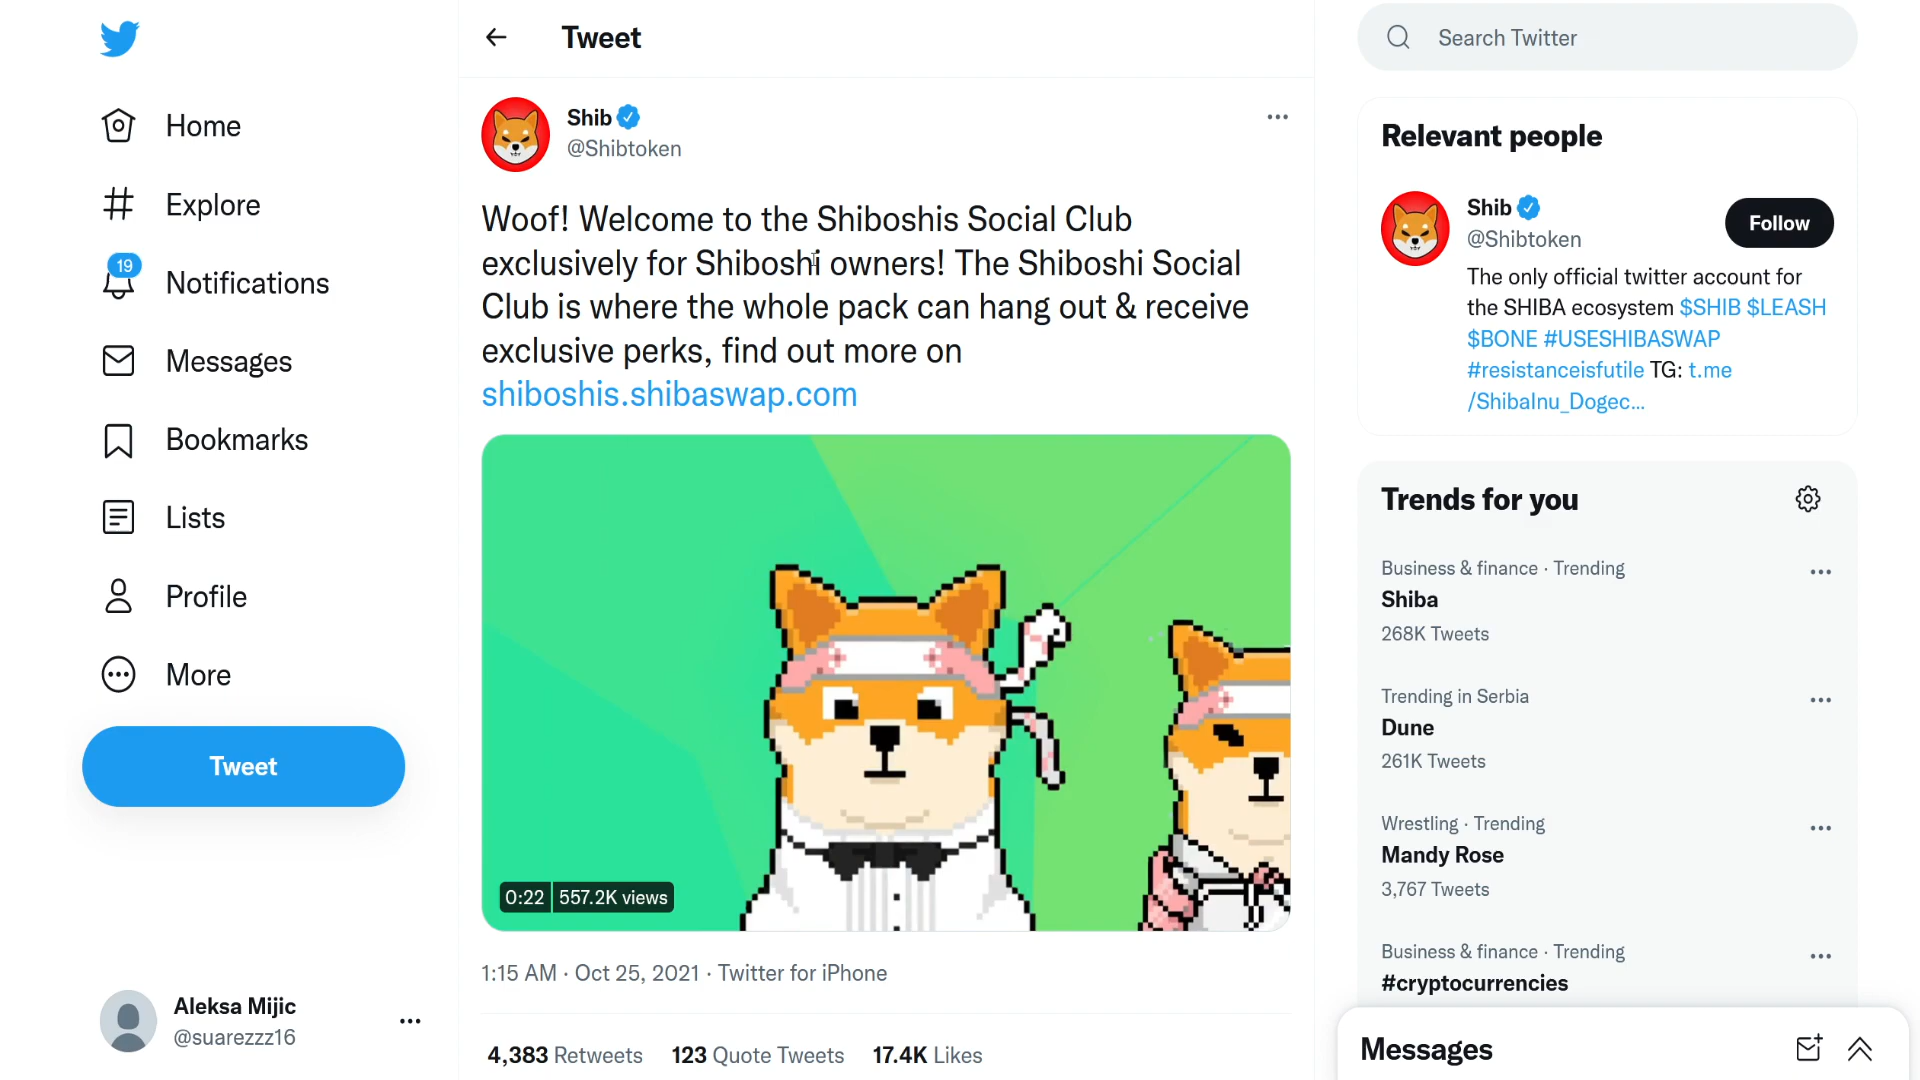 Home
Explore
19
Notifications
Messages
Bookmarks
Lists
Profile
More
Tweet
Aleksa Mijic
@suarezzz16
Tweet
Shib
@Shibtoken
Woof! Welcome to the Shiboshis Social Club
exclusively for Shiboshi owners! The Shiboshi Social
Club is where the whole pack can hang out & receive
exclusive perks, find out more on
shiboshis.shibaswap.com
0:22 557.2K views
1:15 AM · Oct 25, 2021 · Twitter for iPhone
4,383 Retweets 123 Quote Tweets 17.4K Likes
Search Twitter
Relevant people
Shib
@Shibtoken
Follow
The only official twitter account for
the SHIBA ecosystem $SHIB $LEASH
$BONE #USESHIBASWAP
#resistanceisfutile TG: t.me
/ShibaInu_Dogec...
Trends for you
Business & finance · Trending
Shiba
268K Tweets
Trending in Serbia
Dune
261K Tweets
Wrestling · Trending
Mandy Rose
3,767 Tweets
Business & finance · Trending
#cryptocurrencies
Messages